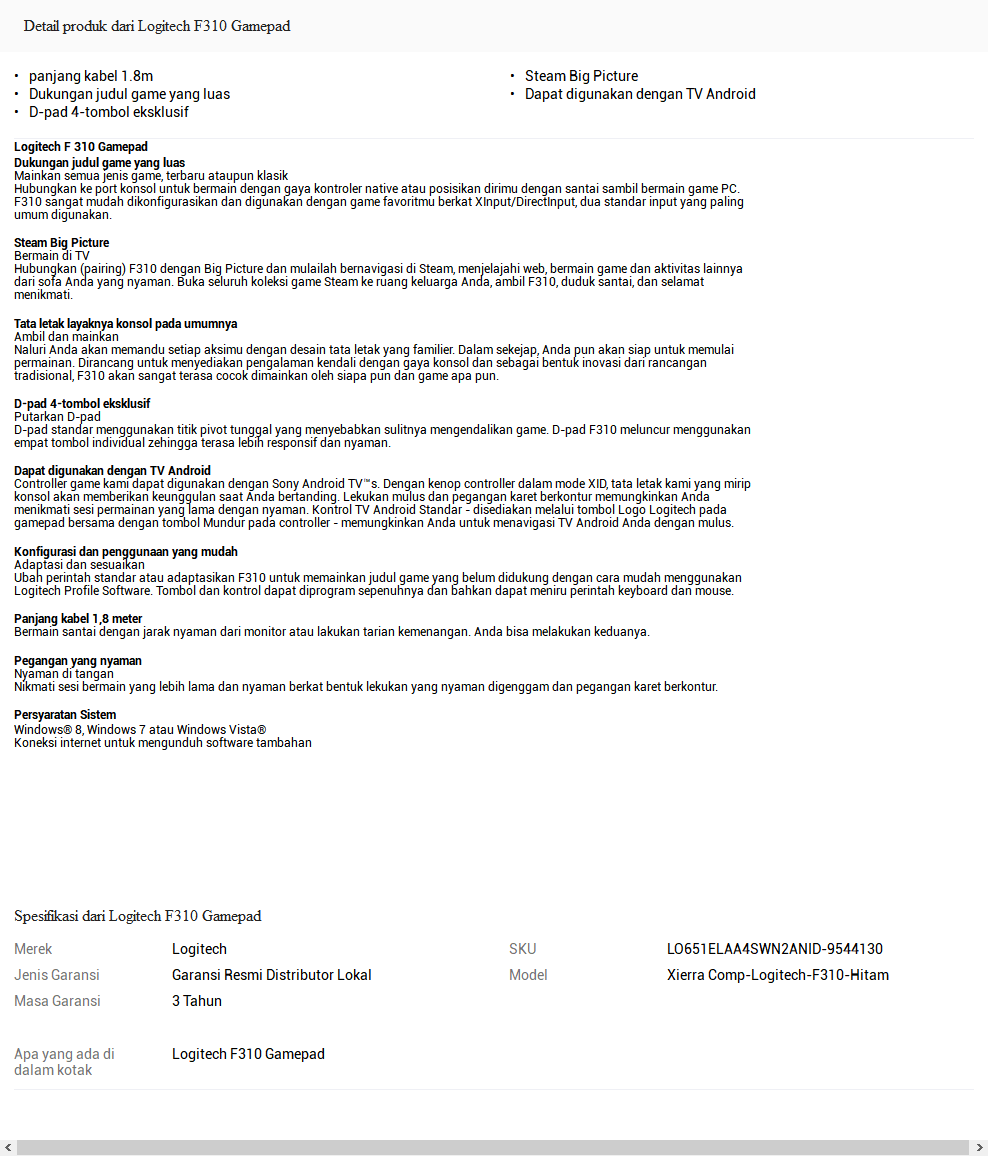 Detail produk dari Logitech F310 Gamepad
• panjang kabel 1.8m
• Dukungan judul game yang luas
• D-pad 4-tombol eksklusif
• Steam Big Picture
• Dapat digunakan dengan TV Android
Logitech F 310 Gamepad
Dukungan judul game yang luas
Mainkan semua jenis game, terbaru ataupun klasik
Hubungkan ke port konsol untuk bermain dengan gaya kontroler native atau posisikan dirimu dengan santai sambil bermain game PC.
F310 sangat mudah dikonfigurasikan dan digunakan dengan game favoritmu berkat XInput/DirectInput, dua standar input yang paling
umum digunakan.
Steam Big Picture
Bermain di TV
Hubungkan (pairing) F310 dengan Big Picture dan mulailah bernavigasi di Steam, menjelajahi web, bermain game dan aktivitas lainnya
dari sofa Anda yang nyaman. Buka seluruh koleksi game Steam ke ruang keluarga Anda, ambil F310, duduk santai, dan selamat
menikmati.
Tata letak layaknya konsol pada umumnya
Ambil dan mainkan
Naluri Anda akan memandu setiap aksimu dengan desain tata letak yang familier. Dalam sekejap, Anda pun akan siap untuk memulai
permainan. Dirancang untuk menyediakan pengalaman kendali dengan gaya konsol dan sebagai bentuk inovasi dari rancangan
tradisional, F310 akan sangat terasa cocok dimainkan oleh siapa pun dan game apa pun.
D-pad 4-tombol eksklusif
Putarkan D-pad
D-pad standar menggunakan titik pivot tunggal yang menyebabkan sulitnya mengendalikan game. D-pad F310 meluncur menggunakan
empat tombol individual zehingga terasa lebih responsif dan nyaman.
Dapat digunakan dengan TV Android
Controller game kami dapat digunakan dengan Sony Android TV™s. Dengan kenop controller dalam mode XID, tata letak kami yang mirip
konsol akan memberikan keunggulan saat Anda bertanding. Lekukan mulus dan pegangan karet berkontur memungkinkan Anda
menikmati sesi permainan yang lama dengan nyaman. Kontrol TV Android Standar - disediakan melalui tombol Logo Logitech pada
gamepad bersama dengan tombol Mundur pada controller - memungkinkan Anda untuk menavigasi TV Android Anda dengan mulus.
Konfigurasi dan penggunaan yang mudah
Adaptasi dan sesuaikan
Ubah perintah standar atau adaptasikan F310 untuk memainkan judul game yang belum didukung dengan cara mudah menggunakan
Logitech Profile Software. Tombol dan kontrol dapat diprogram sepenuhnya dan bahkan dapat meniru perintah keyboard dan mouse.
Panjang kabel 1,8 meter
Bermain santai dengan jarak nyaman dari monitor atau lakukan tarian kemenangan. Anda bisa melakukan keduanya.
Pegangan yang nyaman
Nyaman di tangan
Nikmati sesi bermain yang lebih lama dan nyaman berkat bentuk lekukan yang nyaman digenggam dan pegangan karet berkontur.
Persyaratan Sistem
Windows® 8, Windows 7 atau Windows Vista®
Koneksi internet untuk mengunduh software tambahan
Spesifikasi dari Logitech F310 Gamepad
Merek Logitech SKU LO651ELAA4SWN2ANID-9544130
Jenis Garansi Garansi Resmi Distributor Lokal Model Xierra Comp-Logitech-F310-Hitam
Masa Garansi 3 Tahun
Apa yang ada di Logitech F310 Gamepad
dalam kotak